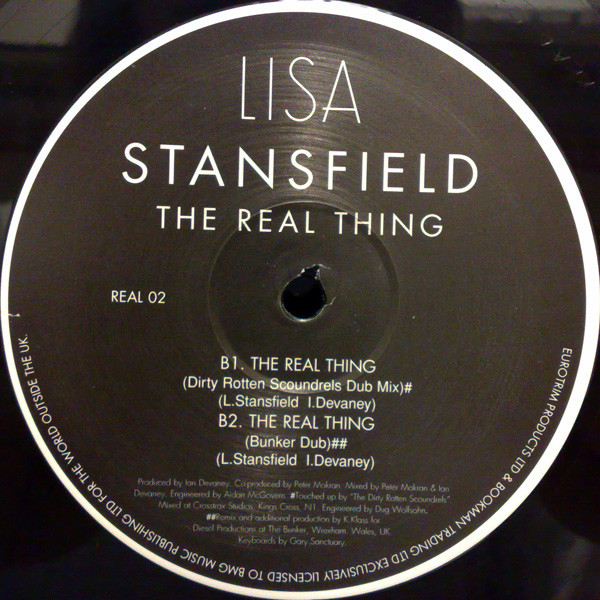 LISA
STANSFIELD
THE REAL THING
REAL 02
B1. THE REAL THING
(Dirty Rotten Scoundrels Dub Mix)#
(L.Stansfield I.Devaney)
B2. THE REAL THING
(Bunker Dub)##
(L.Stansfield I.Devaney)
Produced by Ian Devaney. Co-produced by Peter Mokran. Mixed by Peter Mokran & Ian
Devaney. Engineered by Aidan McGovern. #Touched up by "The Dirty Rotten Scoundrels"
Mixed at Crosstrax Studios, Kings Cross, N1. Engineered by Dug Wolfsohn.
##Remix and additional production by K.Klass for
Diesel Productions at The Bunker, Wrexham, Wales, UK.
Keyboards by Gary Sanctuary.
EUROTRIM PRODUCTS LTD & BOOKMAN TRADING LTD EXCLUSIVELY LICENSED TO BMG MUSIC PUBLISHING LTD FOR THE WORLD OUTSIDE THE UK.